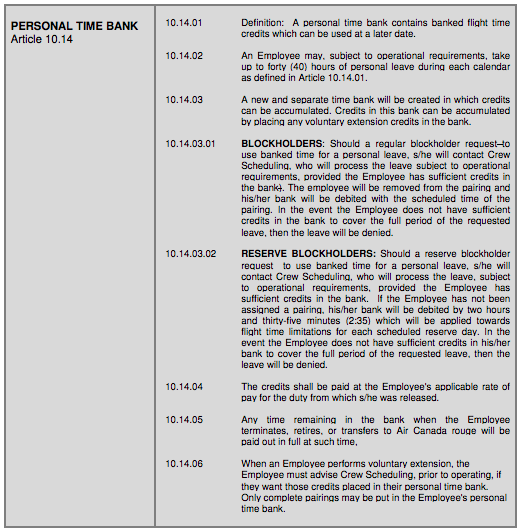 PERSONAL TIME BANK
Article 10.14
10.14.01 Definition: A personal time bank contains banked flight time
credits which can be used at a later date.
10.14.02 An Employee may, subject to operational requirements, take
up to forty (40) hours of personal leave during each calendar
as defined in Article 10.14.01.
10.14.03 A new and separate time bank will be created in which credits
can be accumulated. Credits in this bank can be accumulated
by placing any voluntary extension credits in the bank.
10.14.03.01 BLOCKHOLDERS: Should a regular blockholder request to
use banked time for a personal leave, s/he will contact Crew
Scheduling, who will process the leave subject to operational
requirements, provided the Employee has sufficient credits in
the bank). The employee will be removed from the pairing and
his/her bank will be debited with the scheduled time of the
pairing. In the event the Employee does not have sufficient
credits in the bank to cover the full period of the requested
leave, then the leave will be denied.
10.14.03.02 RESERVE BLOCKHOLDERS: Should a reserve blockholder
request to use banked time for a personal leave, s/he will
contact Crew Scheduling, who will process the leave, subject
to operational requirements, provided the Employee has
sufficient credits in the bank. If the Employee has not been
assigned a pairing, his/her bank will be debited by two hours
and thirty-five minutes (2:35) which will be applied towards
flight time limitations for each scheduled reserve day. In the
event the Employee does not have sufficient credits in his/her
bank to cover the full period of the requested leave, then the
leave will be denied.
10.14.04 The credits shall be paid at the Employee's applicable rate of
pay for the duty from which s/he was released.
10.14.05 Any time remaining in the bank when the Employee
terminates, retires, or transfers to Air Canada rouge will be
paid out in full at such time,
10.14.06 When an Employee performs voluntary extension, the
Employee must advise Crew Scheduling, prior to operating, if
they want those credits placed in their personal time bank.
Only complete pairings may be put in the Employee's personal
time bank.